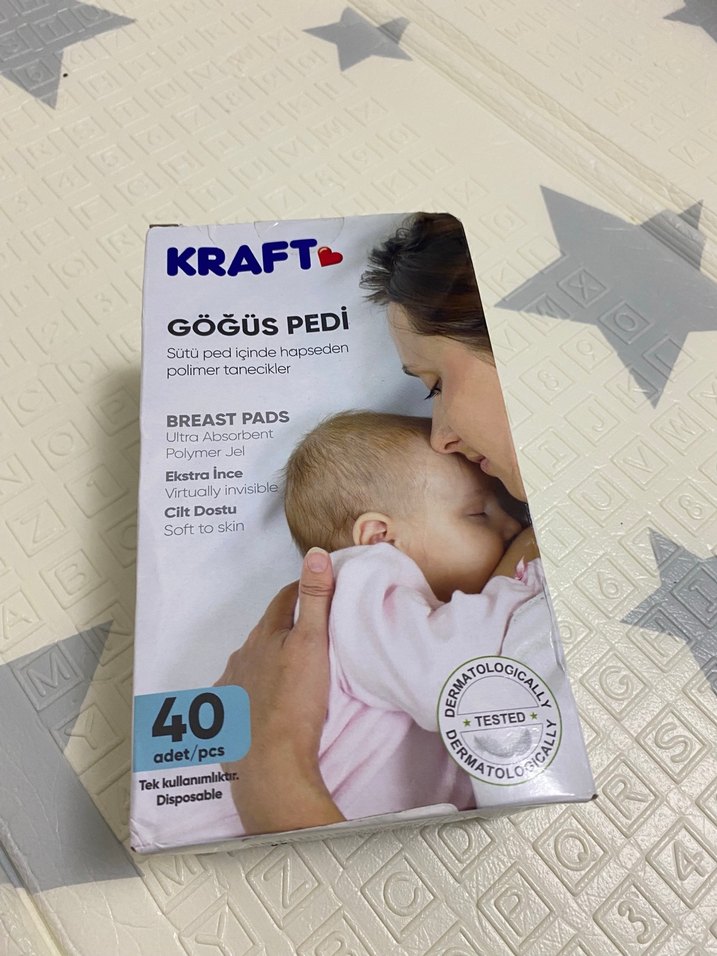 KRAFT
GÖĞÜS PEDİ
Sütü ped içinde hapseden
polimer tanecikler
BREAST PADS
Ultra Absorbent
Polymer Jel
Ekstra İnce
Virtually invisible
Cilt Dostu
Soft to skin
40
adet/pcs
Tek kullanımlıktır.
Disposable
DERMATOLOGICALLY
TESTED
DERMATOLOGICALLY